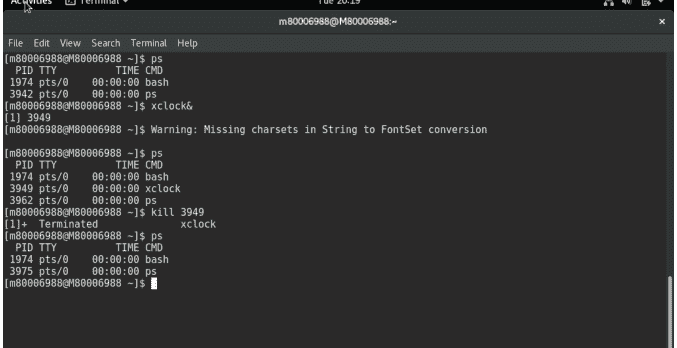 Activities Terminal Tue 20:19
m80006988@M80006988:~
File Edit View Search Terminal Help
[m80006988@M80006988 ~]$ ps
PID TTY TIME CMD
1974 pts/0 00:00:00 bash
3942 pts/0 00:00:00 ps
[m80006988@M80006988 ~]$ xclock&
[1] 3949
[m80006988@M80006988 ~]$ Warning: Missing charsets in String to FontSet conversion
[m80006988@M80006988 ~]$ ps
PID TTY TIME CMD
1974 pts/0 00:00:00 bash
3949 pts/0 00:00:00 xclock
3962 pts/0 00:00:00 ps
[m80006988@M80006988 ~]$ kill 3949
[1]+ Terminated xclock
[m80006988@M80006988 ~]$ ps
PID TTY TIME CMD
1974 pts/0 00:00:00 bash
3975 pts/0 00:00:00 ps
[m80006988@M80006988 ~]$